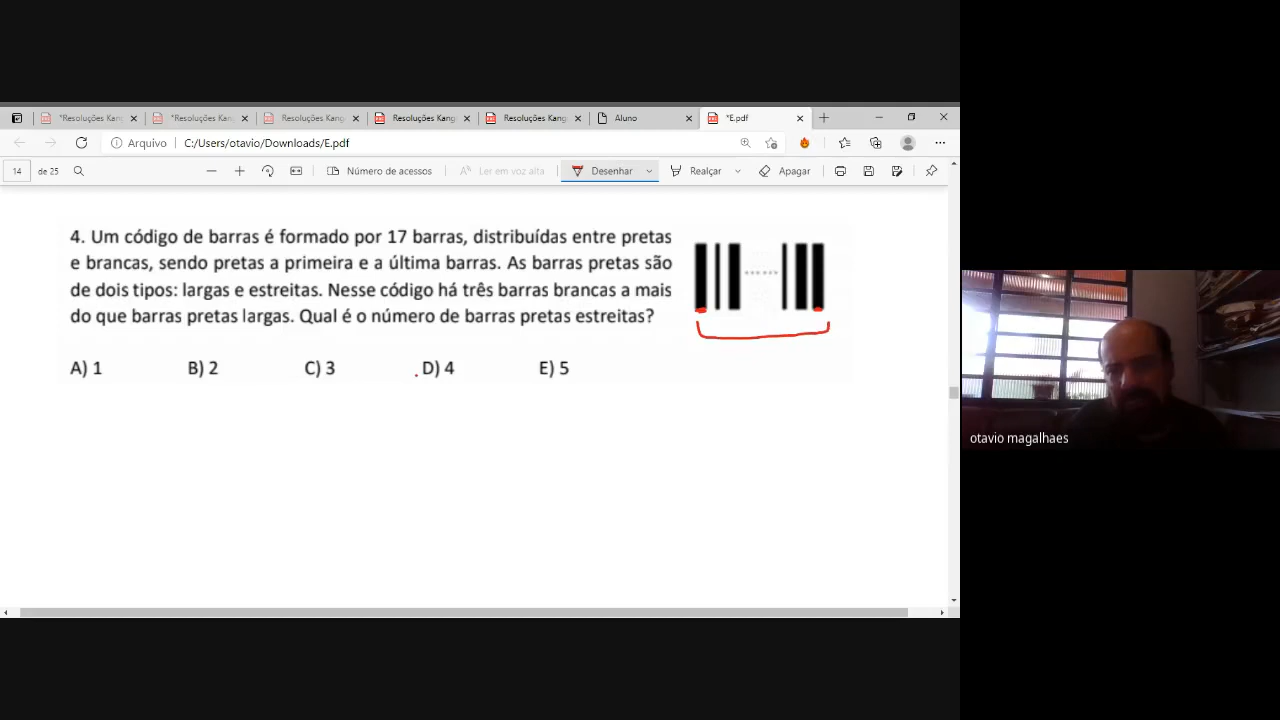 *Resoluções Kang
*Resoluções Kang
Resoluções Kang
Resoluções Kang
Resoluções Kang
Aluno
*E.pdf
Arquivo
C:/Users/otavio/Downloads/E.pdf
14 de 25
Número de acessos
Ler em voz alta
Desenhar
Realçar
Apagar
4. Um código de barras é formado por 17 barras, distribuídas entre pretas
e brancas, sendo pretas a primeira e a última barras. As barras pretas são
de dois tipos: largas e estreitas. Nesse código há três barras brancas a mais
do que barras pretas largas. Qual é o número de barras pretas estreitas?
A) 1 B) 2 C) 3 D) 4 E) 5
otavio magalhaes